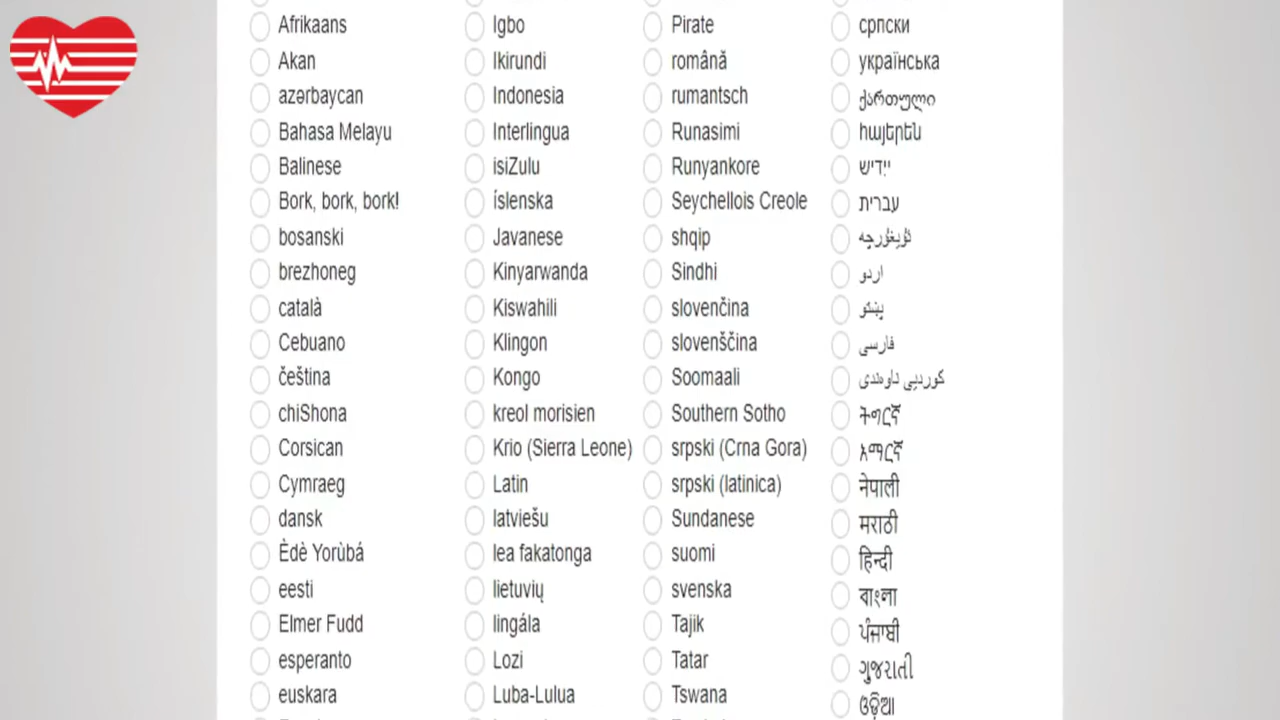 Afrikaans
Akan
azərbaycan
Bahasa Melayu
Balinese
Bork, bork, bork!
bosanski
brezhoneg
català
Cebuano
čeština
chiShona
Corsican
Cymraeg
dansk
Èdè Yorùbá
eesti
Elmer Fudd
esperanto
euskara
Igbo
Ikirundi
Indonesia
Interlingua
isiZulu
íslenska
Javanese
Kinyarwanda
Kiswahili
Klingon
Kongo
kreol morisien
Krio (Sierra Leone)
Latin
latviešu
lea fakatonga
lietuvių
lingála
Lozi
Luba-Lulua
Pirate
română
rumantsch
Runasimi
Runyankore
Seychellois Creole
shqip
Sindhi
slovenčina
slovenščina
Soomaali
Southern Sotho
srpski (Crna Gora)
srpski (latinica)
Sundanese
suomi
svenska
Tajik
Tatar
Tswana
српски
українська
ქართული
հայերեն
ייִדיש
עברית
ئۇيغۇرچە
اردو
پښتو
فارسی
کوردیی ناوەندی
ትግርኛ
አማርኛ
नेपाली
मराठी
हिन्दी
বাংলা
ਪੰਜਾਬੀ
ગુજરાતી
ଓଡ଼ିଆ